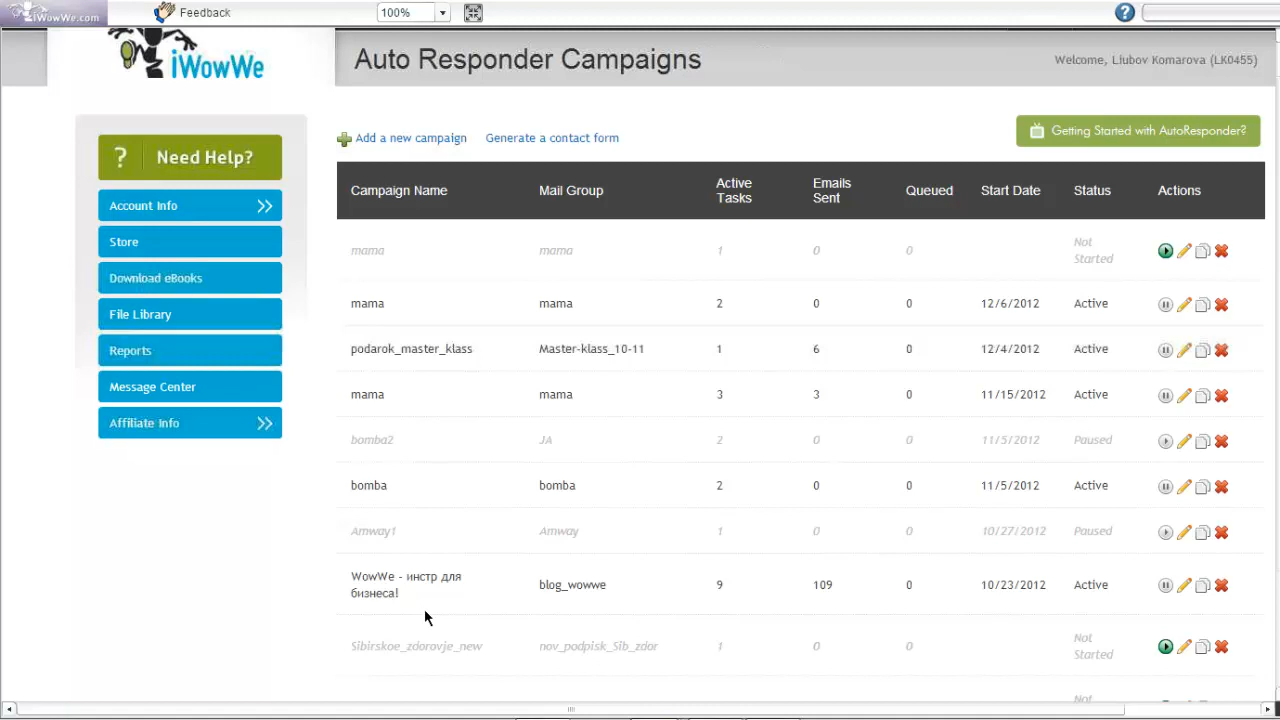 iWowWe.com
Feedback
100%
iWowWe
Auto Responder Campaigns
Welcome, Liubov Komarova (LK0455)
Need Help?
Account Info
Store
Download eBooks
File Library
Reports
Message Center
Affiliate Info
Add a new campaign Generate a contact form
Getting Started with AutoResponder?
Campaign Name Mail Group Active Tasks Emails Sent Queued Start Date Status Actions
mama mama 1 0 0 Not Started
mama mama 2 0 0 12/6/2012 Active
podarok_master_klass Master-klass_10-11 1 6 0 12/4/2012 Active
mama mama 3 3 0 11/15/2012 Active
bomba2 JA 2 0 0 11/5/2012 Paused
bomba bomba 2 0 0 11/5/2012 Active
Amway1 Amway 1 0 0 10/27/2012 Paused
WowWe - инстр для бизнеса! blog_wowwe 9 109 0 10/23/2012 Active
Sibirskoe_zdorovje_new nov_podpisk_Sib_zdor 1 0 0 Not Started
Not